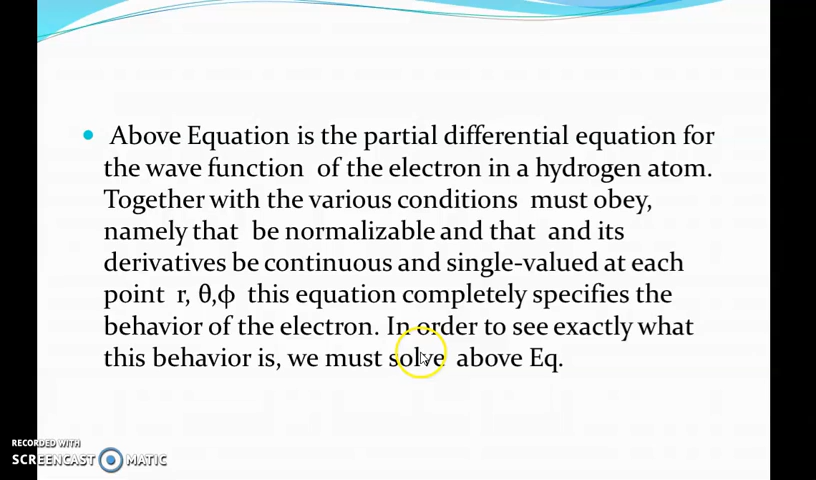 Above Equation is the partial differential equation for
the wave function of the electron in a hydrogen atom.
Together with the various conditions must obey,
namely that be normalizable and that and its
derivatives be continuous and single-valued at each
point r, θ,φ this equation completely specifies the
behavior of the electron. In order to see exactly what
this behavior is, we must solve above Eq.
RECORDED WITH
SCREENCAST MATIC